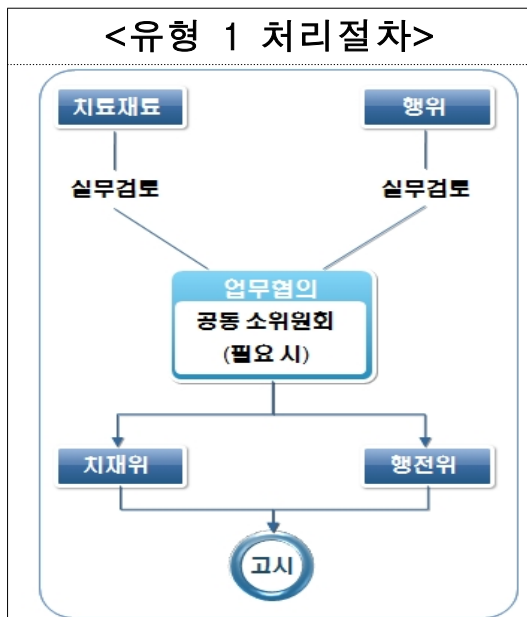 <유형 1 처리절차>
치료재료
행위
실무검토
실무검토
업무협의
공동 소위원회
(필요 시)
치재위
행전위
고시